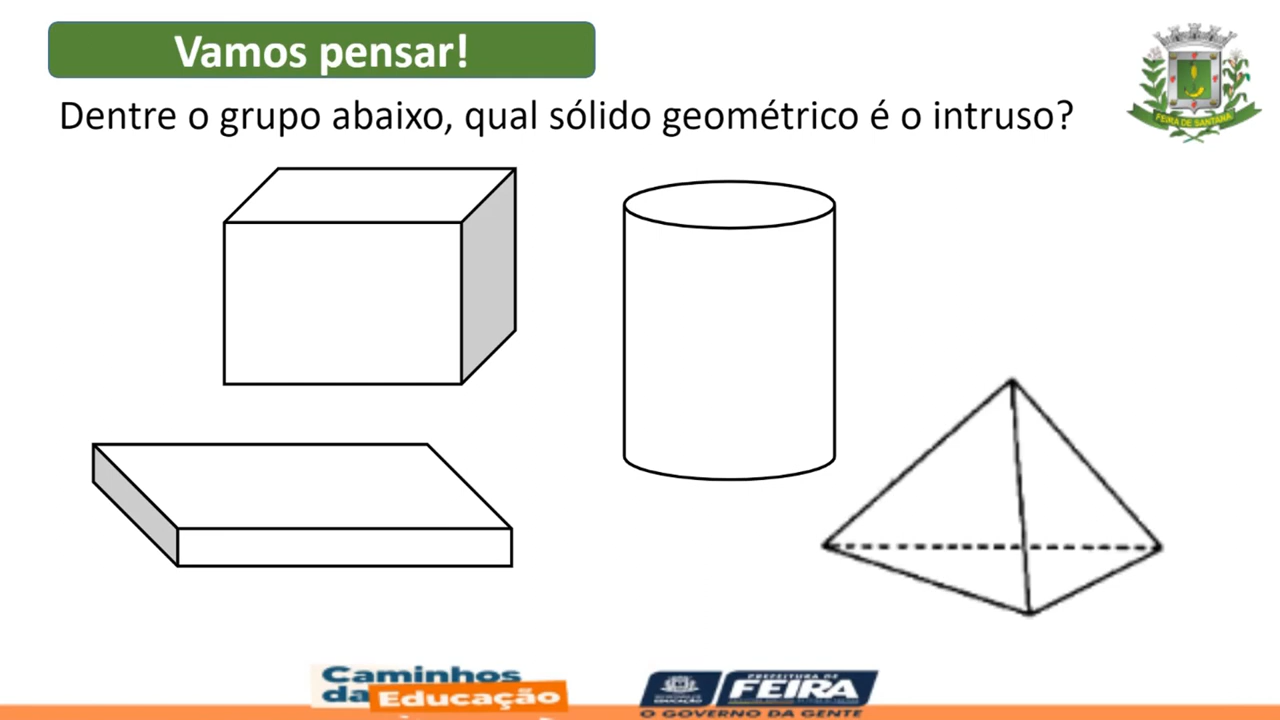 Vamos pensar!
Dentre o grupo abaixo, qual sólido geométrico é o intruso?
FEIRA DE SANTANA
Caminhos
da Educação
PREFEITURA DE
FEIRA
EDUCAÇÃO
O GOVERNO DA GENTE